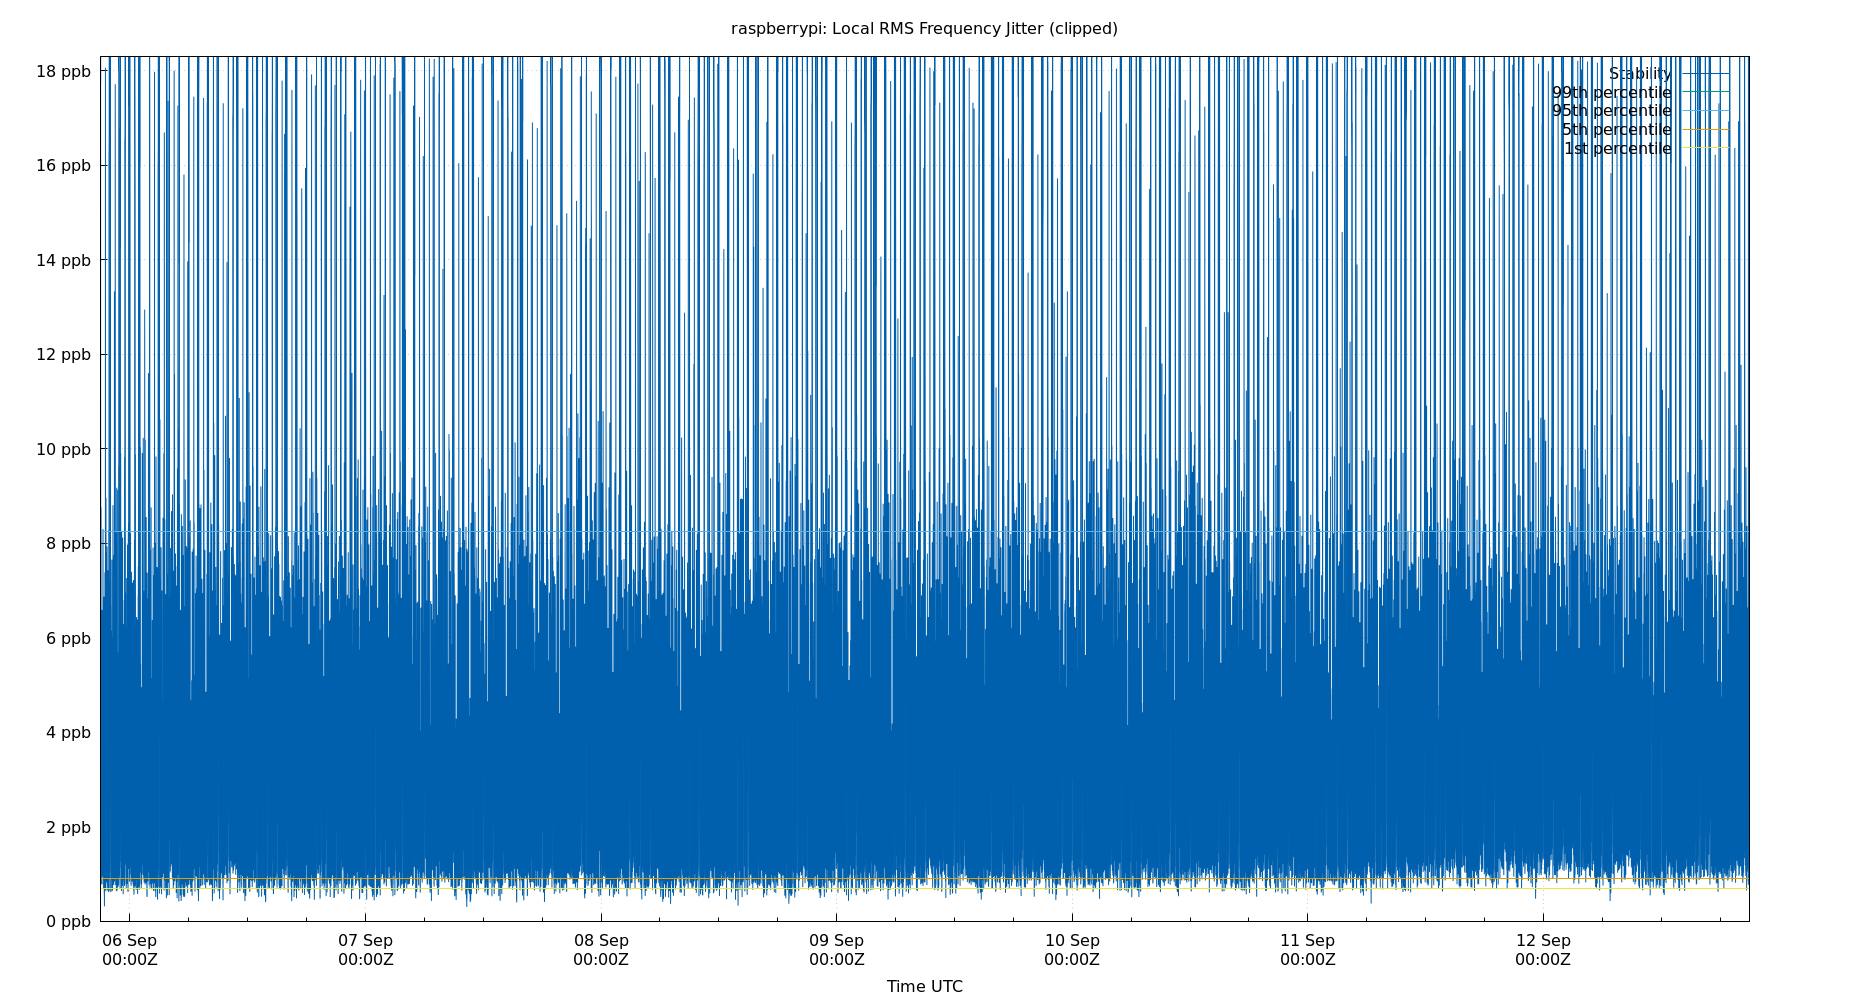 raspberrypi: Local RMS Frequency Jitter (clipped)
18 ppb
16 ppb
14 ppb
12 ppb
10 ppb
8 ppb
6 ppb
4 ppb
2 ppb
0 ppb
Stability
99th percentile
95th percentile
5th percentile
1st percentile
06 Sep 07 Sep 08 Sep 09 Sep 10 Sep 11 Sep 12 Sep
00:00Z 00:00Z 00:00Z 00:00Z 00:00Z 00:00Z 00:00Z
Time UTC